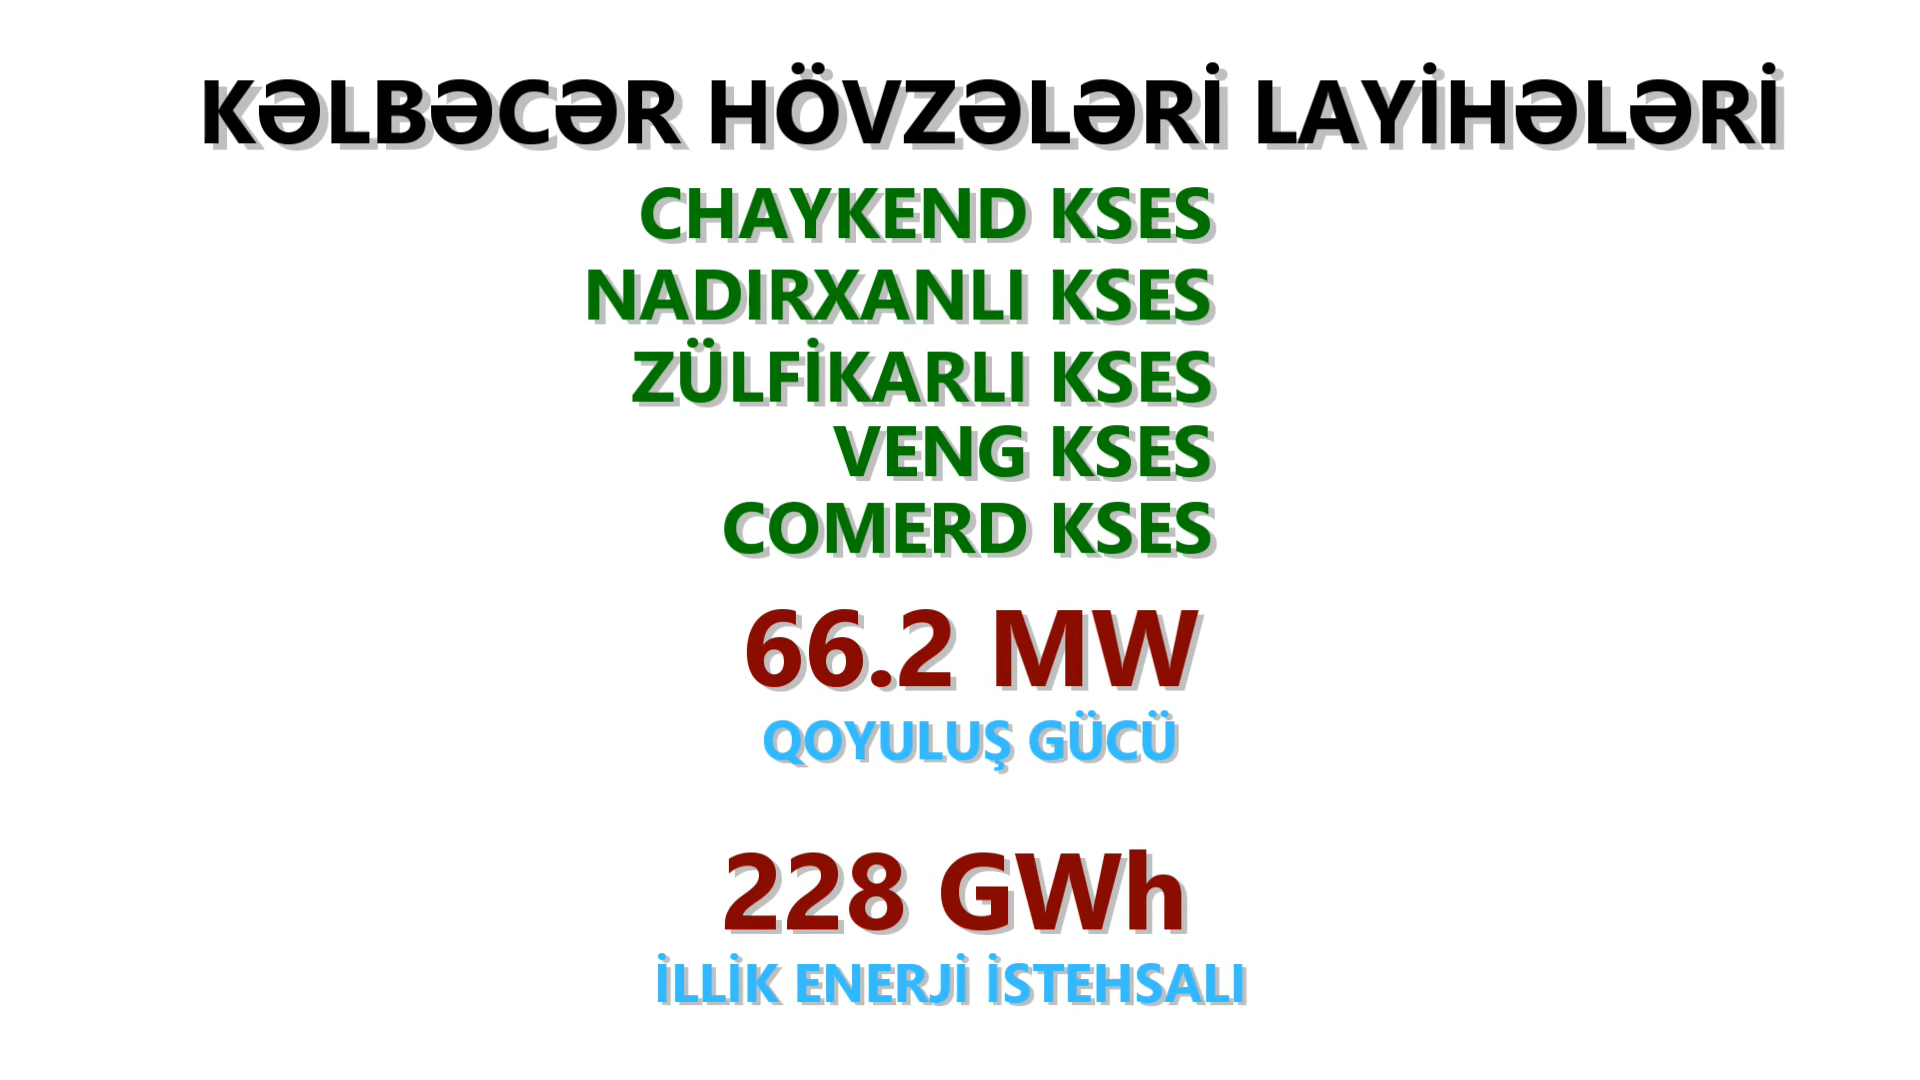 KƏLBƏCƏR HÖVZƏLƏRİ LAYİHƏLƏRİ
CHAYKEND KSES
NADIRXANLI KSES
ZÜLFİKARLI KSES
VENG KSES
COMERD KSES
66.2 MW
QOYULUŞ GÜCÜ
228 GWh
İLLİK ENERJİ İSTEHSALI